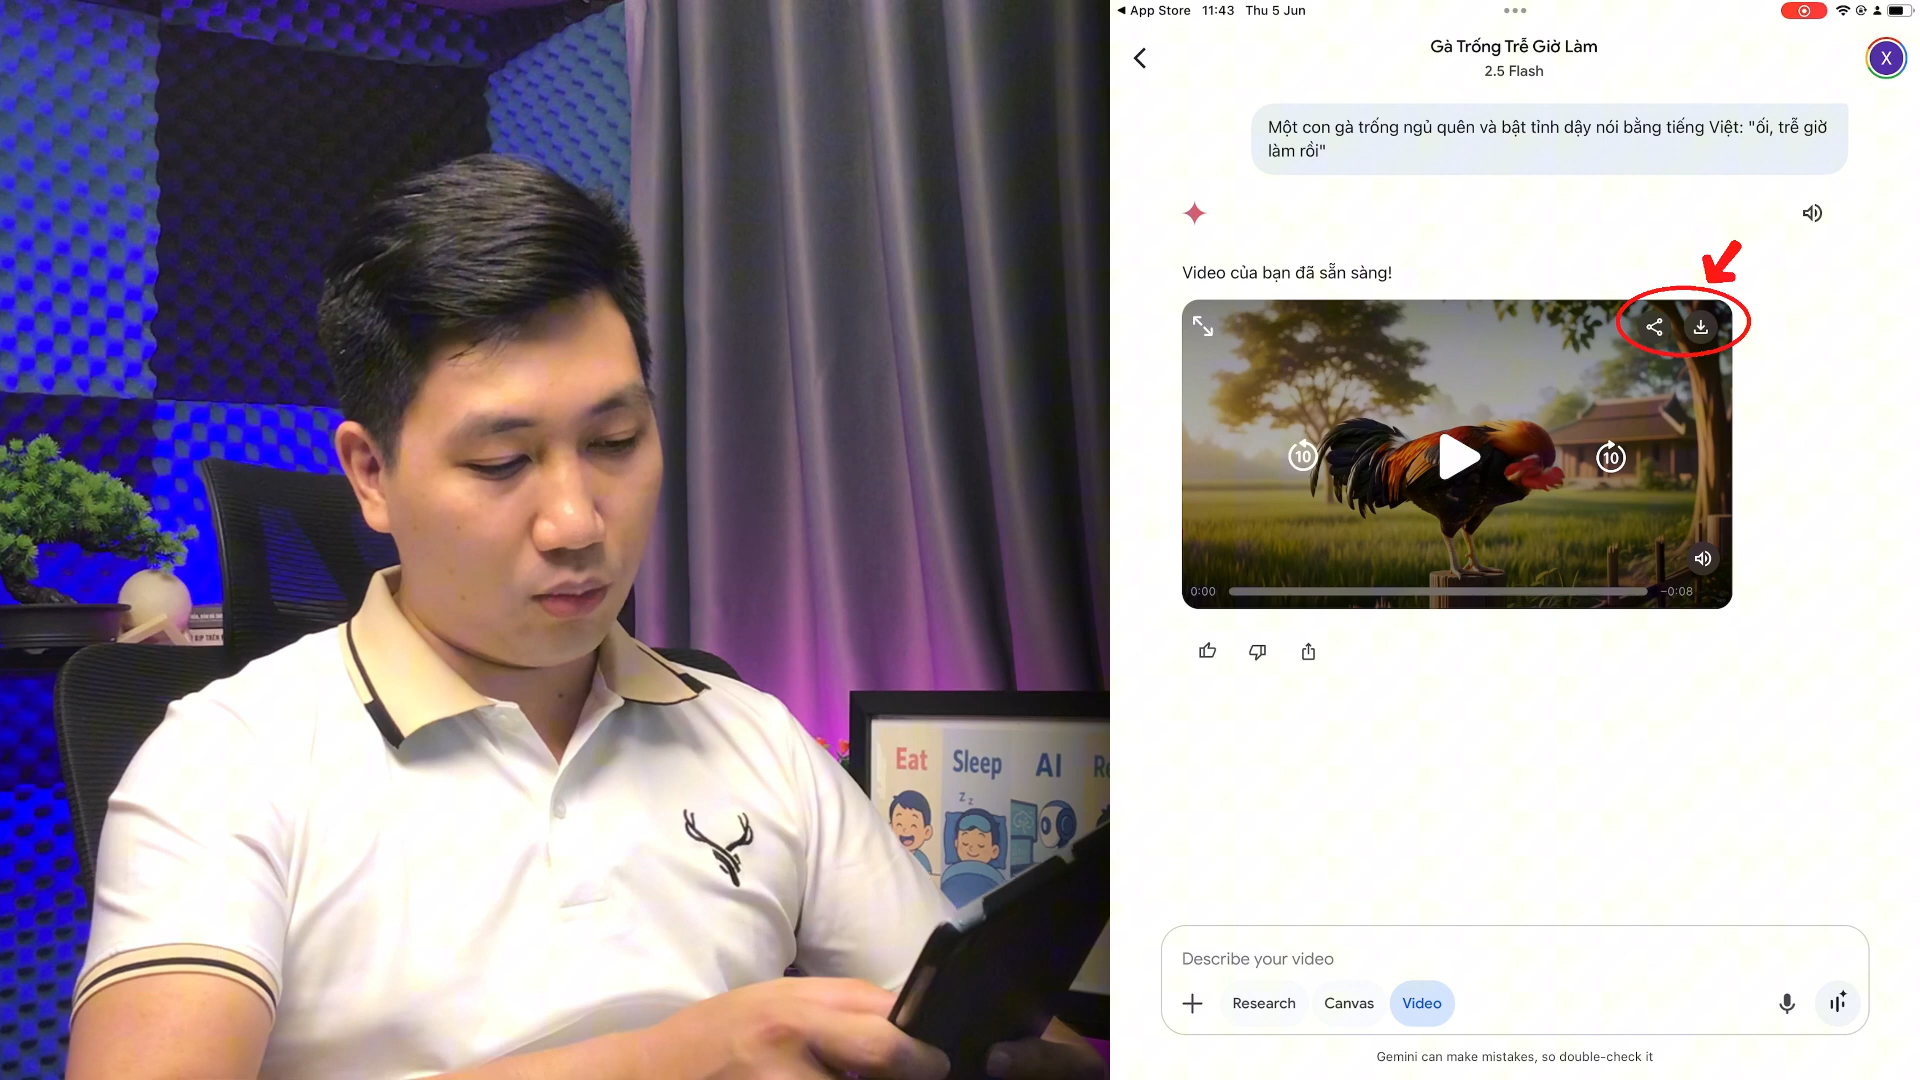 App Store 11:43 Thu 5 Jun
Gà Trống Trễ Giờ Làm
2.5 Flash
X
Một con gà trống ngủ quên và bật tỉnh dậy nói bằng tiếng Việt: "ối, trễ giờ
làm rồi"
Video của bạn đã sẵn sàng!
10
10
0:00
−0:08
Eat Sleep AI
z z
Describe your video
Research Canvas Video
Gemini can make mistakes, so double-check it